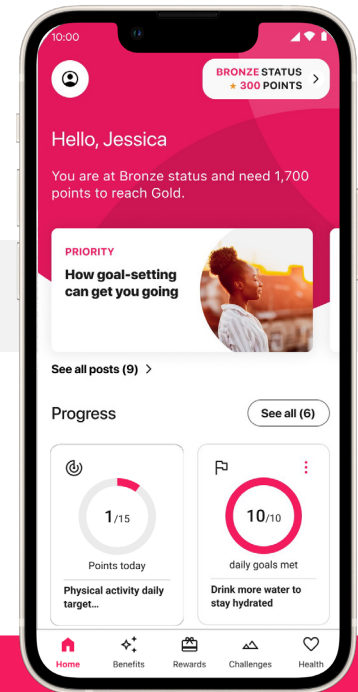 10:00
BRONZE STATUS
★ 300 POINTS
Hello, Jessica
You are at Bronze status and need 1,700
points to reach Gold.
PRIORITY
How goal-setting
can get you going
See all posts (9) >
Progress
See all (6)
1/15
Points today
Physical activity daily
target...
10/10
daily goals met
Drink more water to
stay hydrated
Home
Benefits
Rewards
Challenges
Health